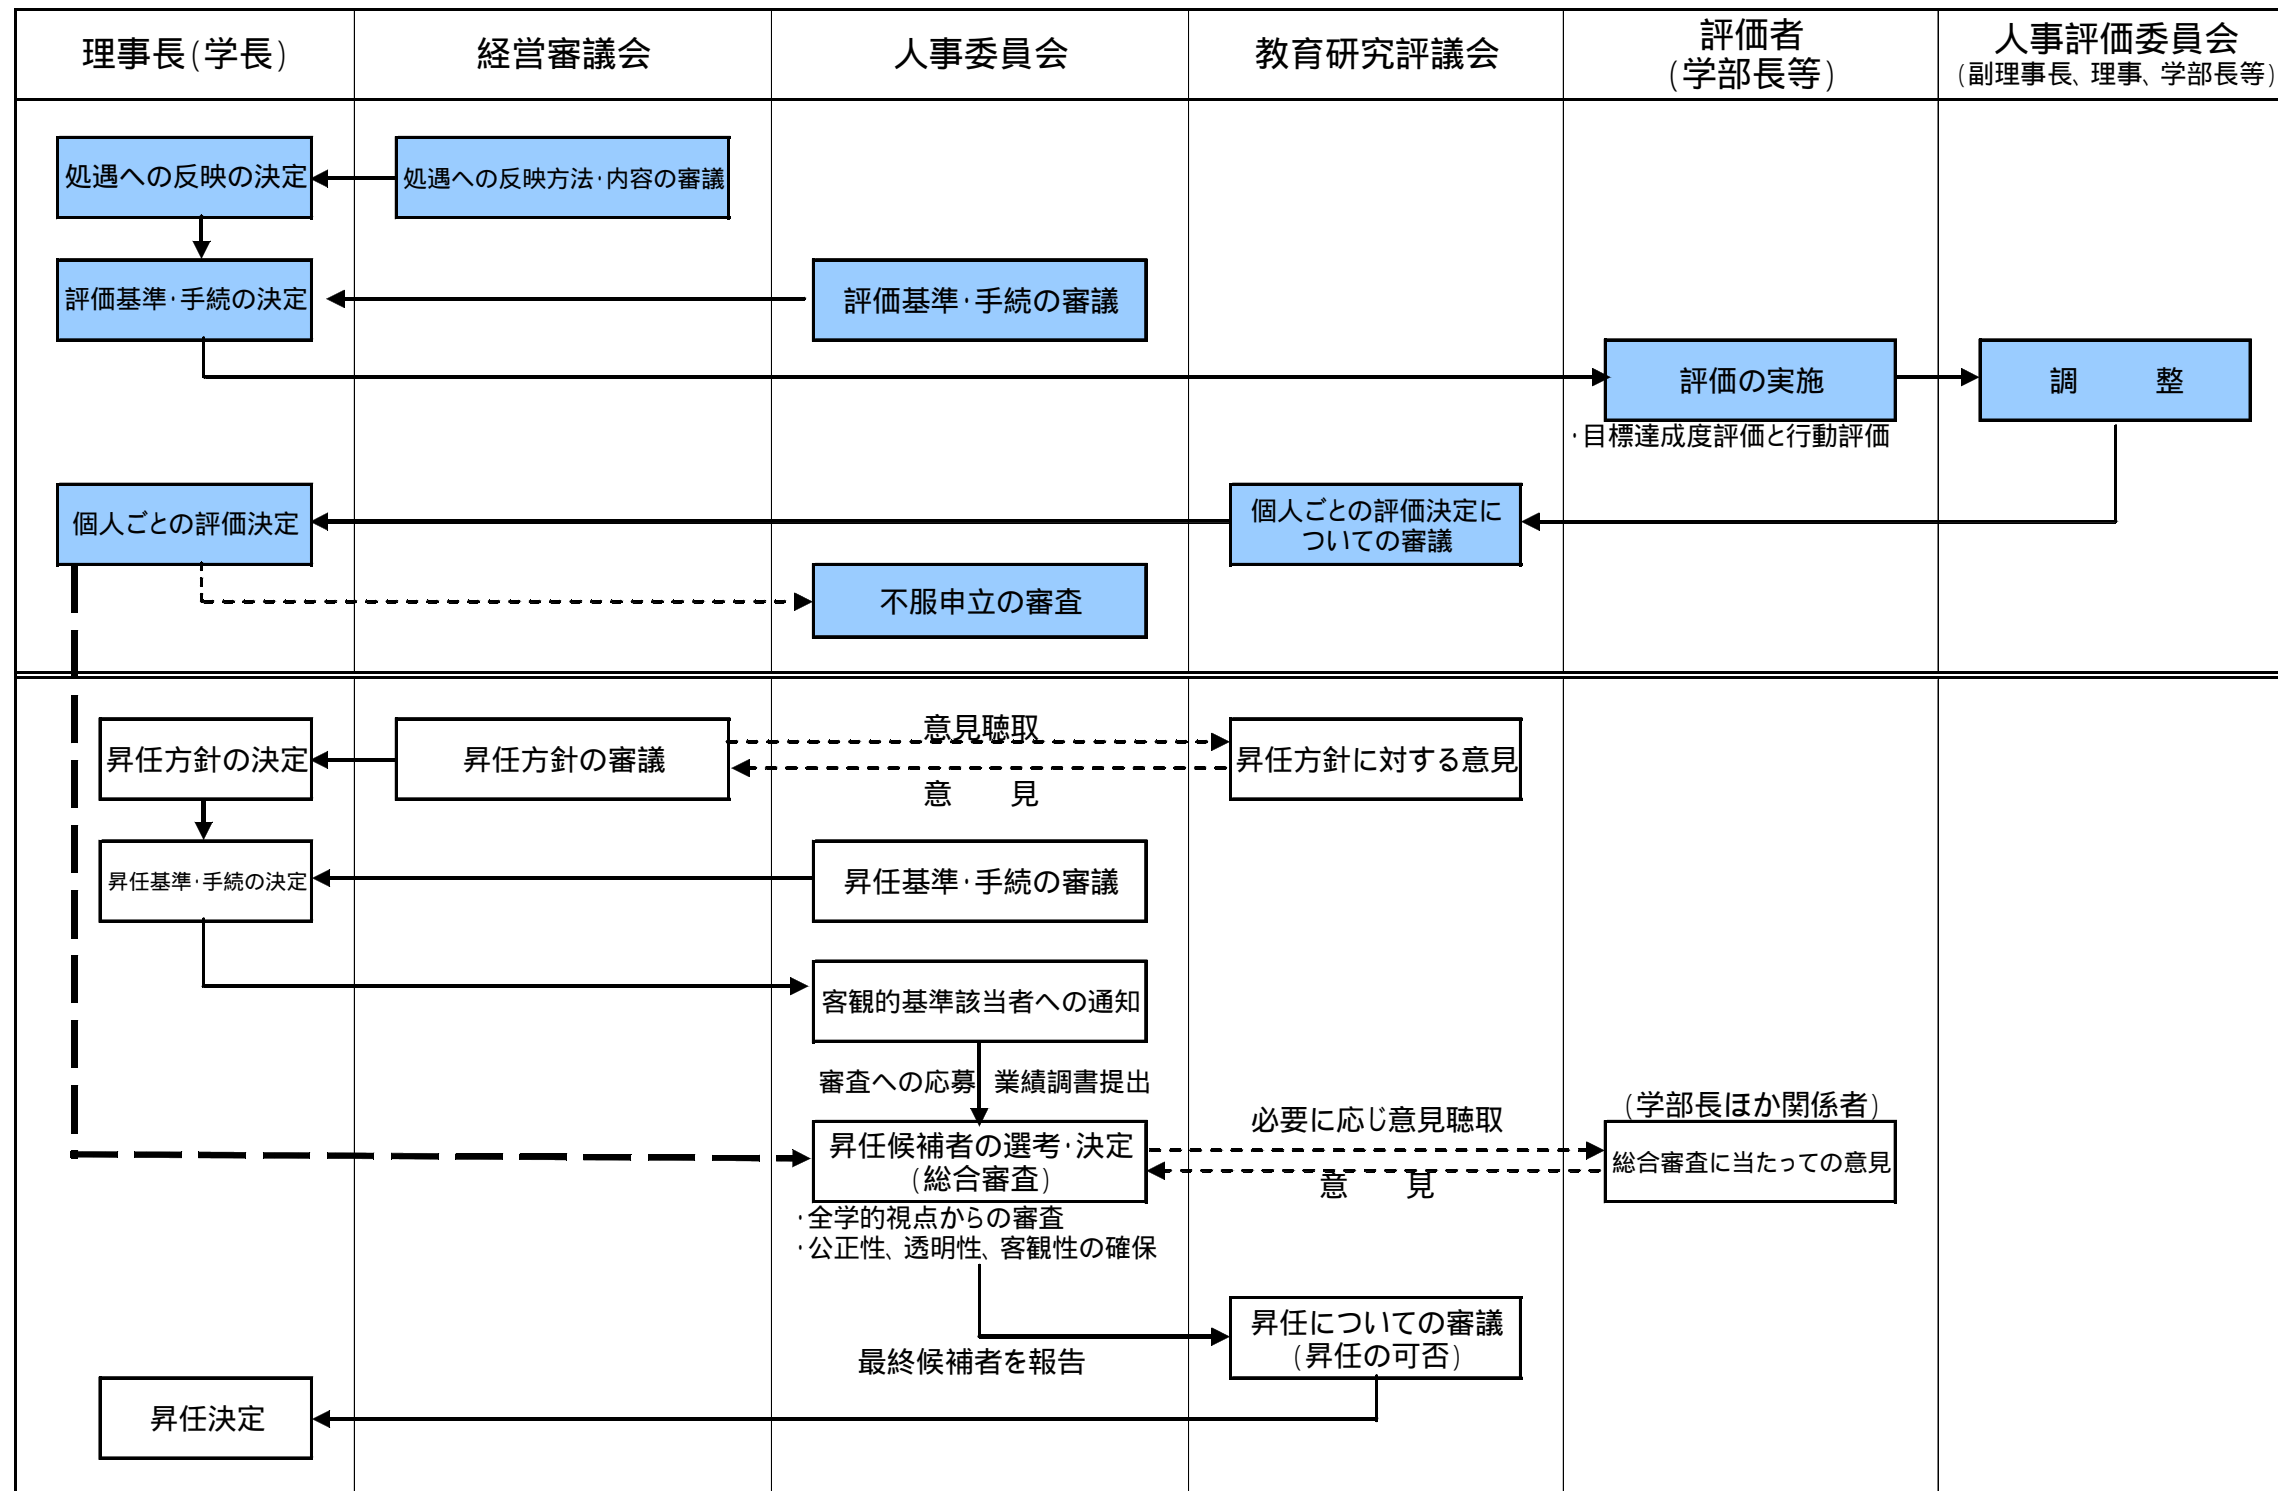 理事長(学長)
経営審議会
人事委員会
教育研究評議会
評価者
(学部長等)
人事評価委員会
(副理事長、理事、学部長等)
処遇への反映の決定
処遇への反映方法・内容の審議
評価基準・手続の決定
評価基準・手続の審議
評価の実施
調　　整
・目標達成度評価と行動評価
個人ごとの評価決定
個人ごとの評価決定に
ついての審議
不服申立の審査
昇任方針の決定
昇任方針の審議
意見聴取
意　　見
昇任方針に対する意見
昇任基準・手続の決定
昇任基準・手続の審議
客観的基準該当者への通知
審査への応募　業績調書提出
昇任候補者の選考・決定
(総合審査)
必要に応じ意見聴取
意　　見
(学部長ほか関係者)
総合審査に当たっての意見
・全学的視点からの審査
・公正性、透明性、客観性の確保
最終候補者を報告
昇任についての審議
(昇任の可否)
昇任決定